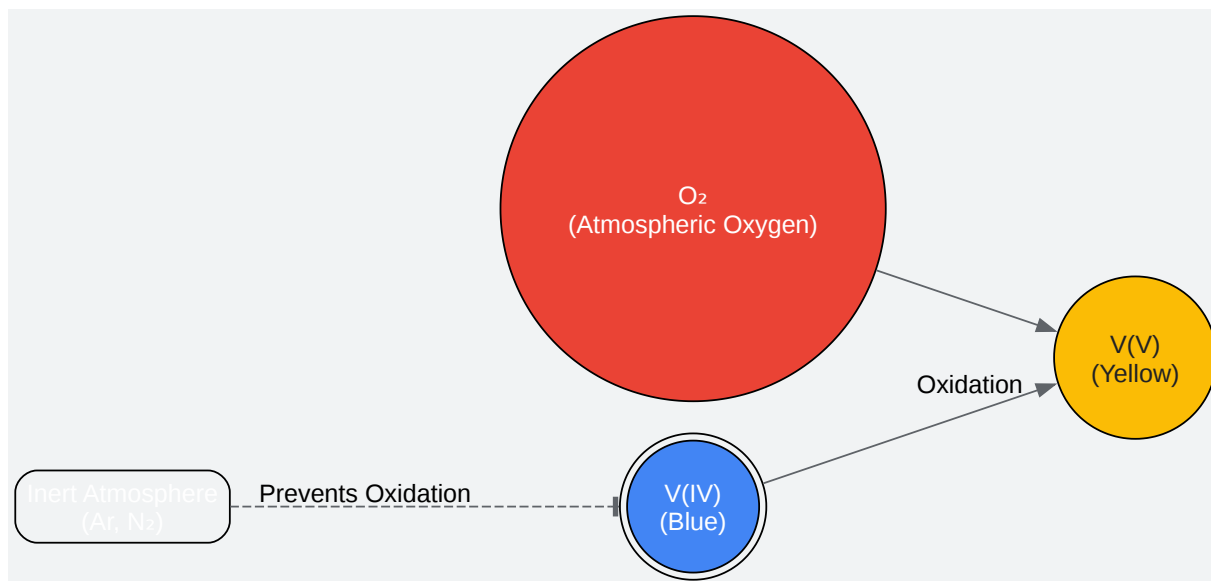 O₂
(Atmospheric Oxygen)
V(V)
(Yellow)
Oxidation
Inert Atmosphere
(Ar, N₂)
Prevents Oxidation
V(IV)
(Blue)